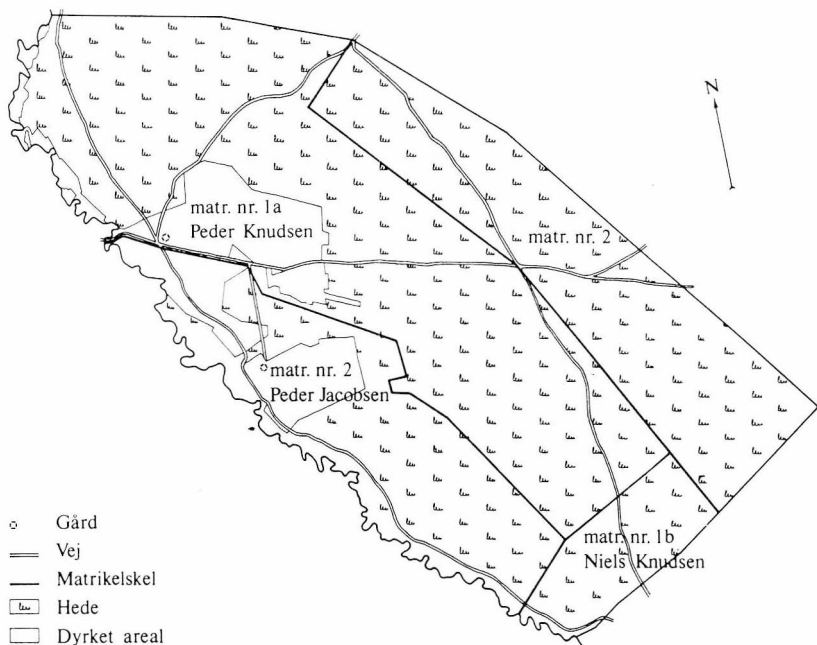 N
matr. nr. 1a
Peder Knudsen
matr. nr. 2
matr. nr. 2
Peder Jacobsen
matr. nr. 1b
Niels Knudsen
Gård
Vej
Matrikelskel
Hede
Dyrket areal